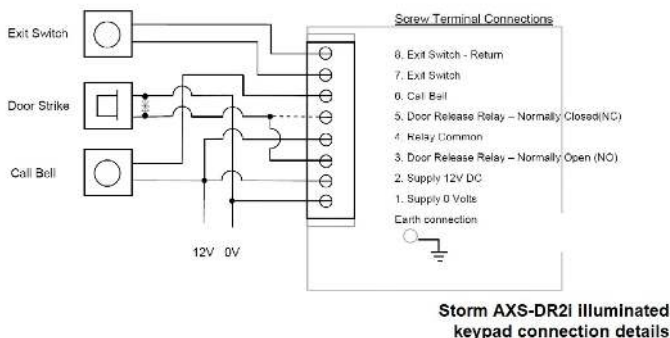 Screw Terminal Connections
Exit Switch
8. Exit Switch - Return
7. Exit Switch
6. Call Bell
Door Strike
5. Door Release Relay – Normally Closed(NC)
4. Relay Common
3. Door Release Relay – Normally Open (NO)
Call Bell
2. Supply 12V DC
1. Supply 0 Volts
Earth connection
12V 0V
Storm AXS-DR2i illuminated
keypad connection details